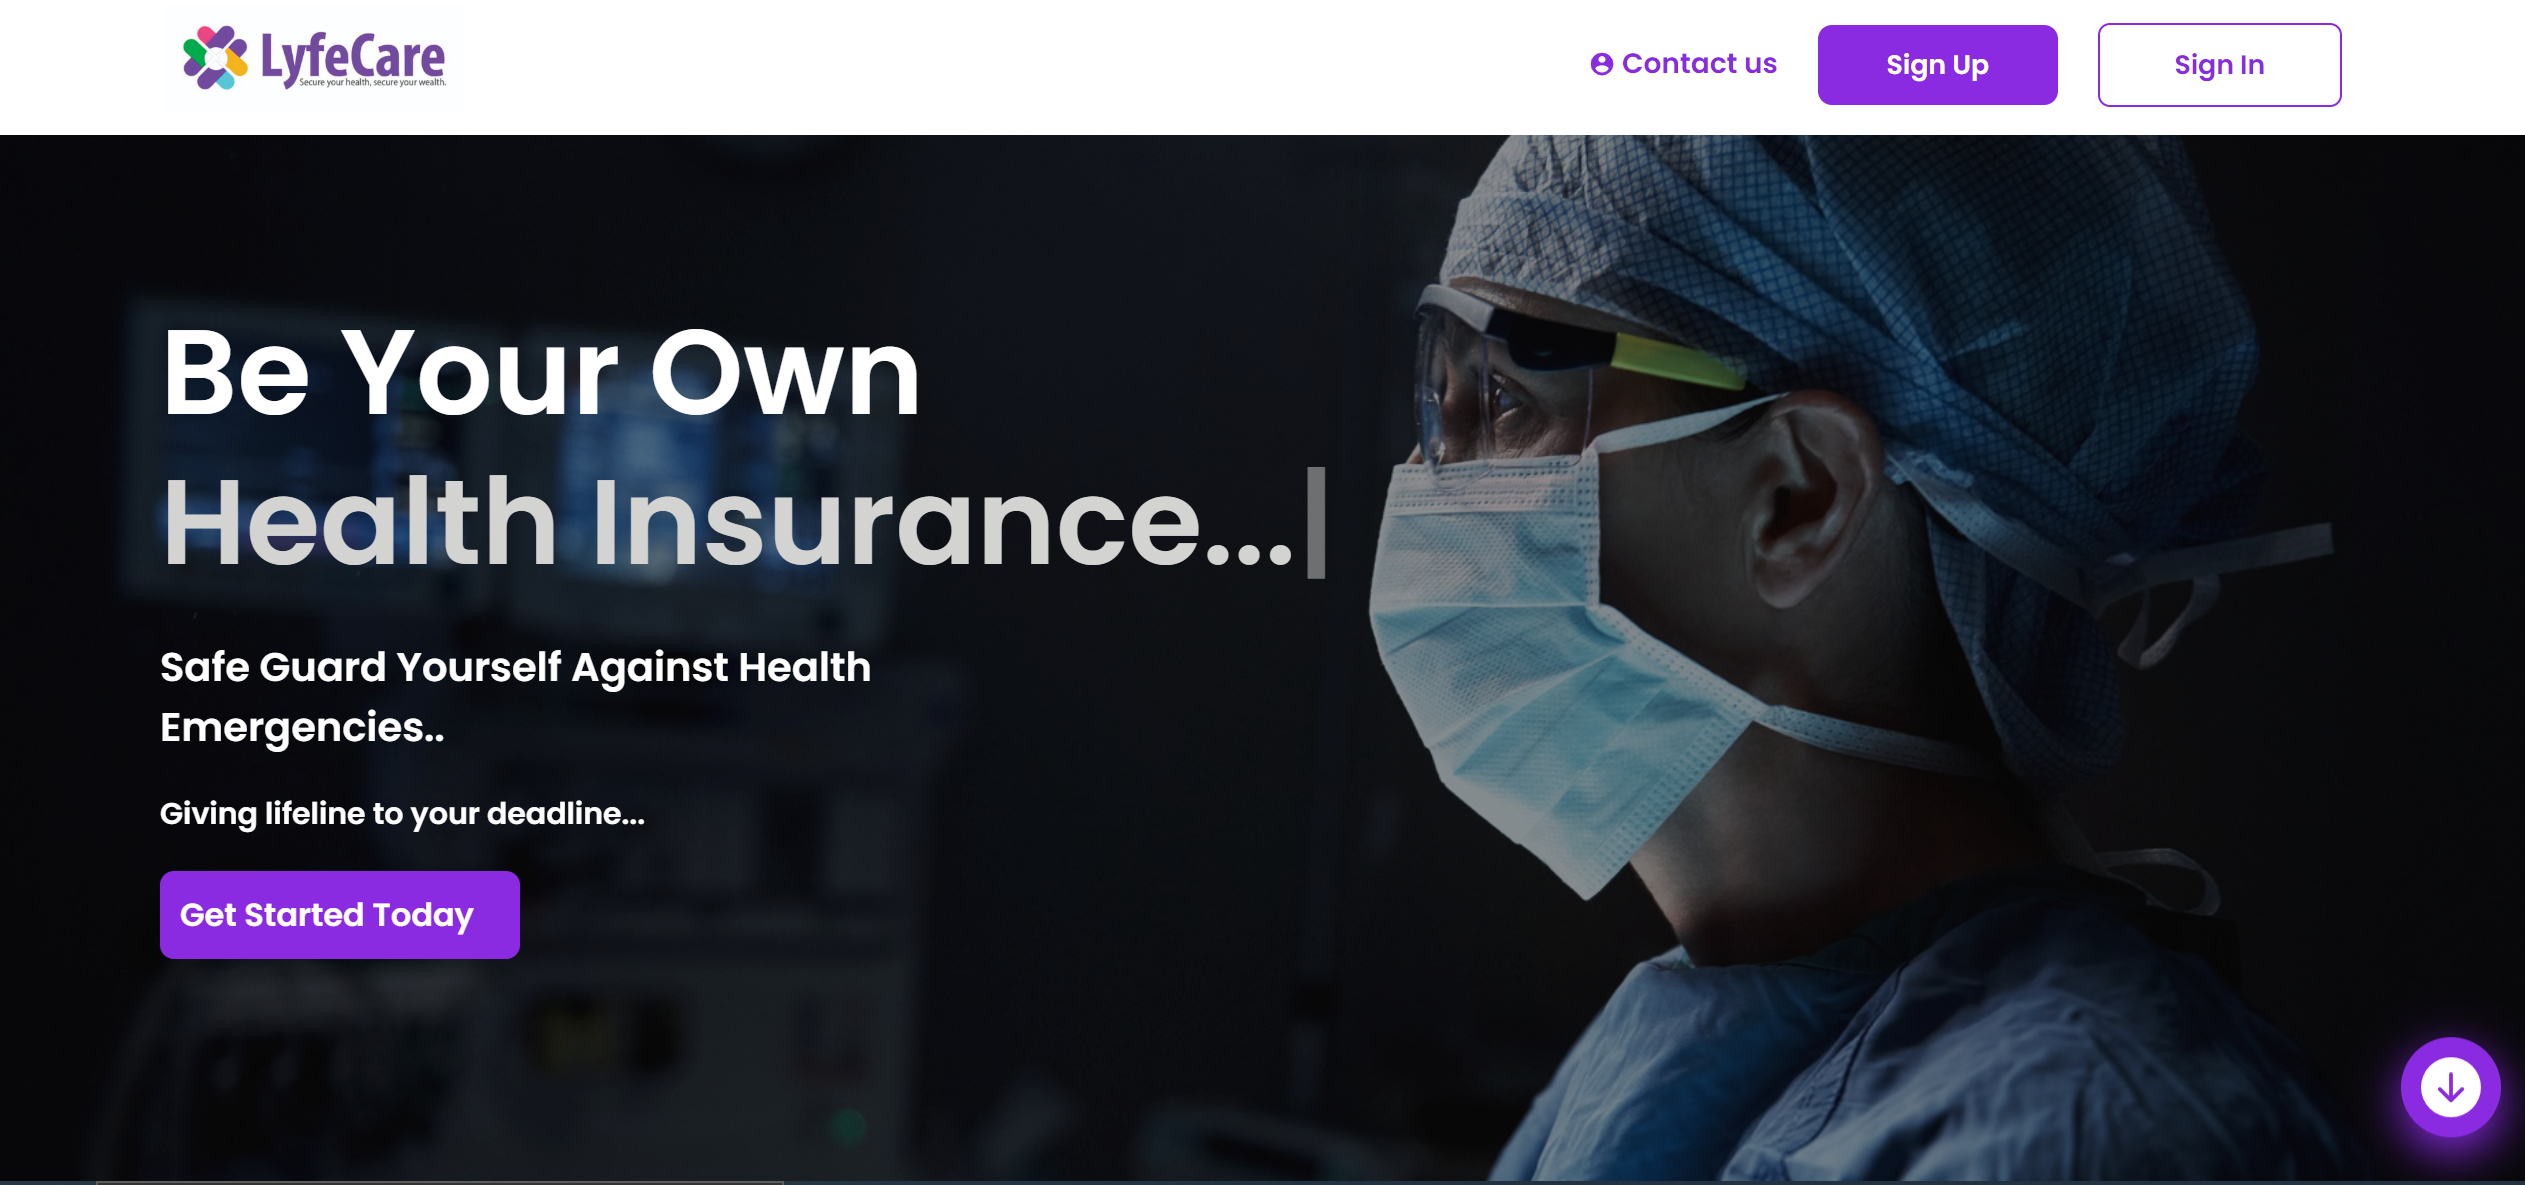 LyfeCare
Secure your health, secure your wealth.
Contact us
Sign Up
Sign In
Be Your Own
Health Insurance...|
Safe Guard Yourself Against Health
Emergencies..
Giving lifeline to your deadline...
Get Started Today